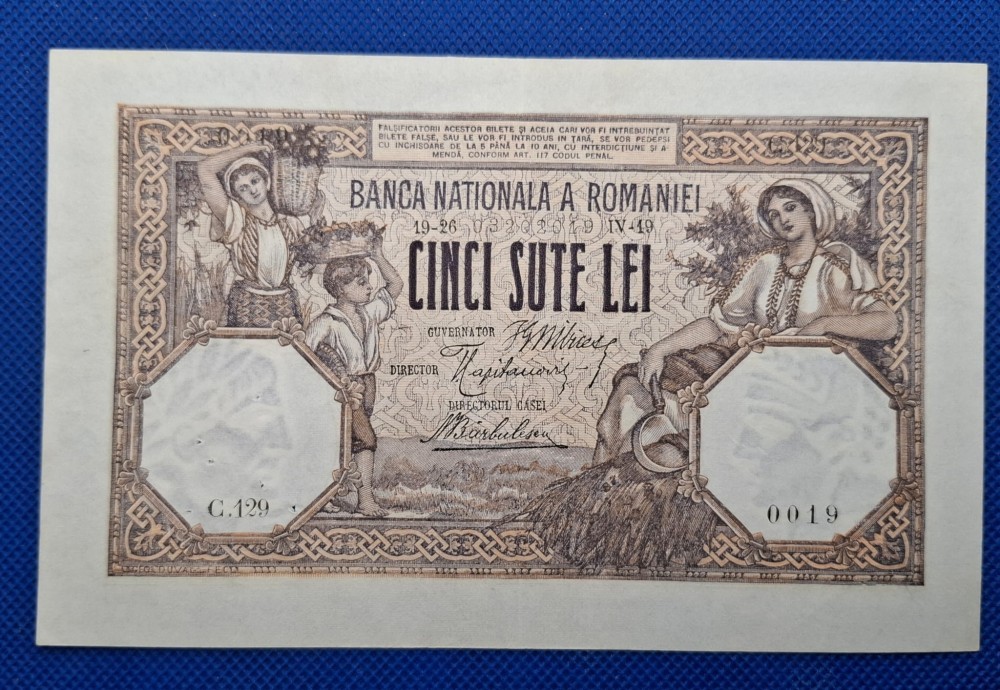 FALSIFICATORII ACESTOR BILETE ȘI ACEIA CARI VOR FI INTREBUINȚAT
BILETE FALSE, SAU LE VOR FI INTRODUS IN ȚARĂ, SE VOR PEDEPSI
CU INCHISOARE DE LA 5 PÂNĂ LA 10 ANI, CU INTERDICȚIUNE ȘI A-
MENDĂ, CONFORM ART. 117 CODUL PENAL.
BANCA NATIONALA A ROMANIEI
19-26 03202019 IV-19
CINCI SUTE LEI
GUVERNATOR
DIRECTOR
DIRECTORUL CASEI
N Bărbulescu
C.129
0019